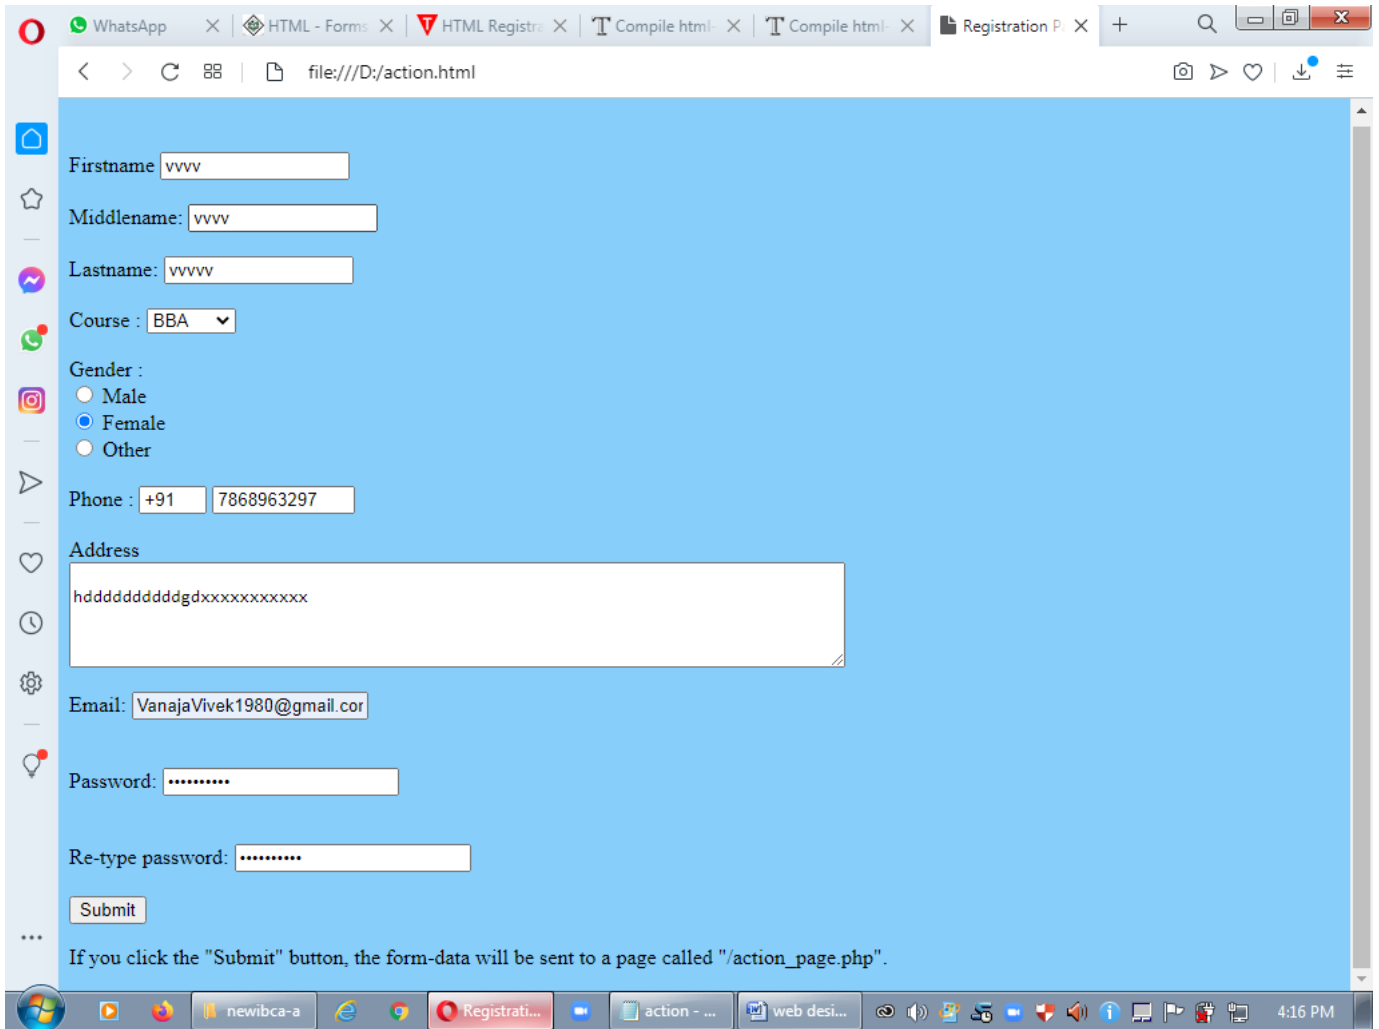 WhatsApp
HTML - Forms
HTML Registra
Compile html-
Compile html-
Registration P
file:///D:/action.html
Firstname vvvv
Middlename: vvvv
Lastname: vvvvv
Course : BBA
Gender :
Male
Female
Other
Phone : +91 7868963297
Address
hddddddddddgdxxxxxxxxxxx
Email: VanajaVivek1980@gmail.cor
Password: ••••••••••
Re-type password: ••••••••••
Submit
If you click the "Submit" button, the form-data will be sent to a page called "/action_page.php".
newibca-a
Registrati...
action - ...
web desi...
4:16 PM